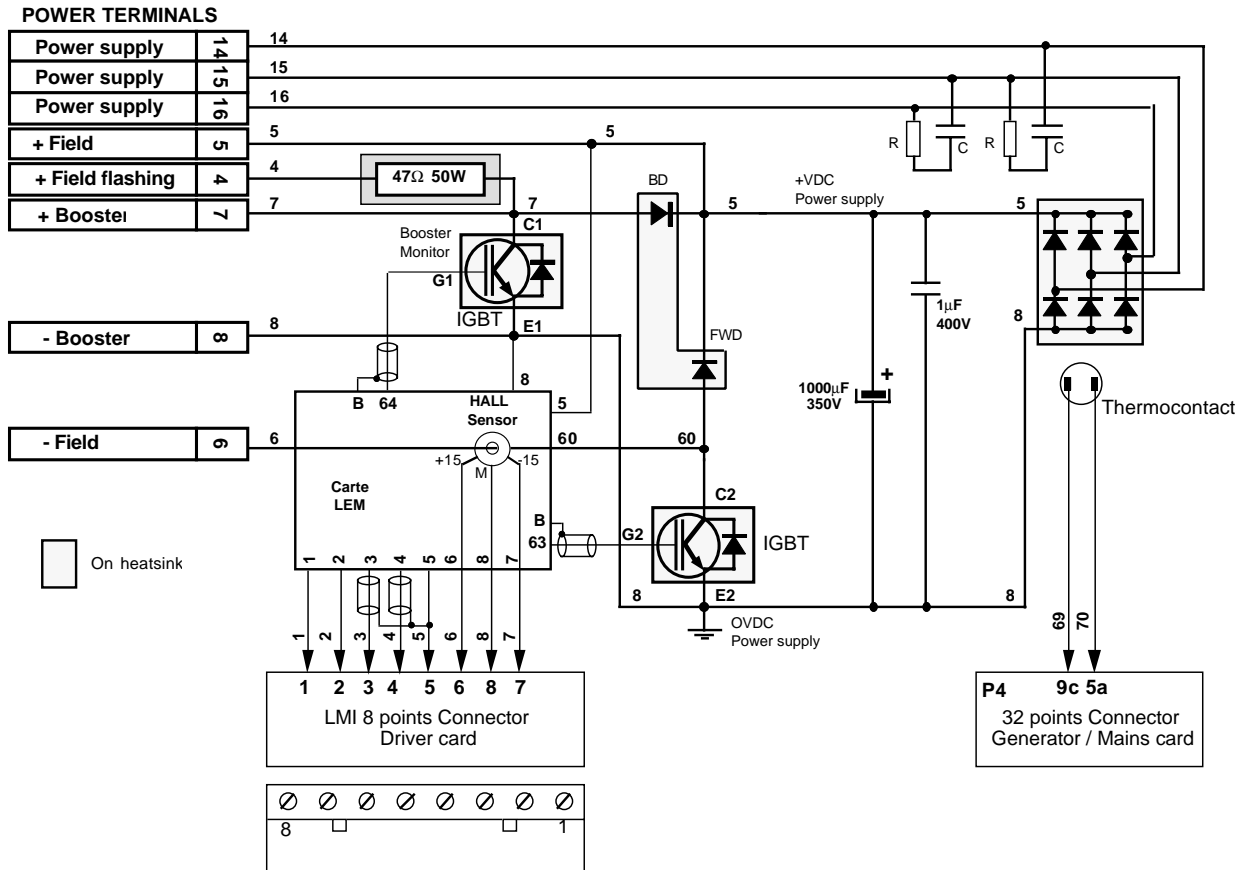 POWER TERMINALS
Power supply 14 14
Power supply 15 15
Power supply 16 16
+ Field 5 5 5
+ Field flashing 4 4 47Ω 50W
+ Booster 7 7 7
R C R C
BD
+VDC
Power supply
5 5
C1
Booster
Monitor
G1
IGBT
- Booster 8 8 E1
8
FWD
1µF
400V
8
1000µF
350V
+
Thermocontact
B 64
8
HALL
Sensor
5
- Field 6 6 60 60
+15 M -15
Carte
LEM
C2
B
63
G2
IGBT
On heatsink
1 2 3 4 5 6 8 7
8 E2 8
OVDC
Power supply
1 2 3 4 5 6 8 7
69 70
1 2 3 4 5 6 8 7
LMI 8 points Connector
Driver card
P4 9c 5a
32 points Connector
Generator / Mains card
8 1